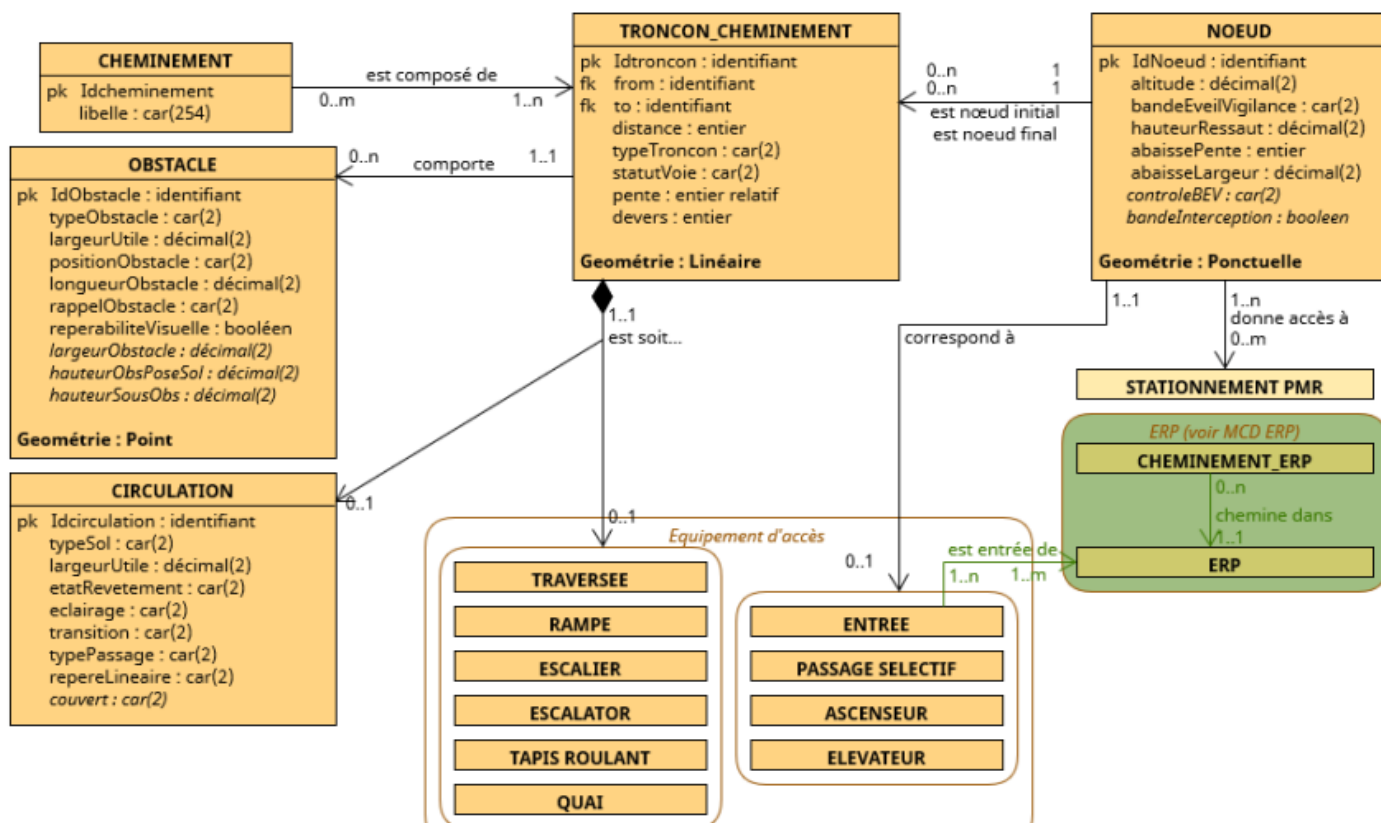 CHEMINEMENT
pk Idcheminement
libelle : car(254)
est composé de
0..m
1..n
TRONCON_CHEMINEMENT
pk Idtroncon : identifiant
fk from : identifiant
fk to : identifiant
distance : entier
typeTroncon : car(2)
statutVoie : car(2)
pente : entier relatif
devers : entier
Geométrie : Linéaire
0..n 1
0..n 1
est nœud initial
est noeud final
NOEUD
pk IdNoeud : identifiant
altitude : décimal(2)
bandeEveilVigilance : car(2)
hauteurRessaut : décimal(2)
abaissePente : entier
abaisseLargeur : décimal(2)
controleBEV : car(2)
bandeInterception : booleen
Geométrie : Ponctuelle
OBSTACLE
pk IdObstacle : identifiant
typeObstacle : car(2)
largeurUtile : décimal(2)
positionObstacle : car(2)
longueurObstacle : décimal(2)
rappelObstacle : car(2)
reperabiliteVisuelle : booléen
largeurObstacle : décimal(2)
hauteurObsPoseSol : décimal(2)
hauteurSousObs : décimal(2)
Geométrie : Point
0..n
comporte
1..1
1..1
est soit...
0..1
0..1
1..1
correspond à
0..1
1..n
donne accès à
0..m
STATIONNEMENT PMR
ERP (voir MCD ERP)
CHEMINEMENT_ERP
0..n
chemine dans
1..1
ERP
est entrée de
1..n
1..m
CIRCULATION
pk Idcirculation : identifiant
typeSol : car(2)
largeurUtile : décimal(2)
etatRevetement : car(2)
eclairage : car(2)
transition : car(2)
typePassage : car(2)
repereLineaire : car(2)
couvert : car(2)
Equipement d'accès
TRAVERSEE
RAMPE
ESCALIER
ESCALATOR
TAPIS ROULANT
QUAI
ENTREE
PASSAGE SELECTIF
ASCENSEUR
ELEVATEUR